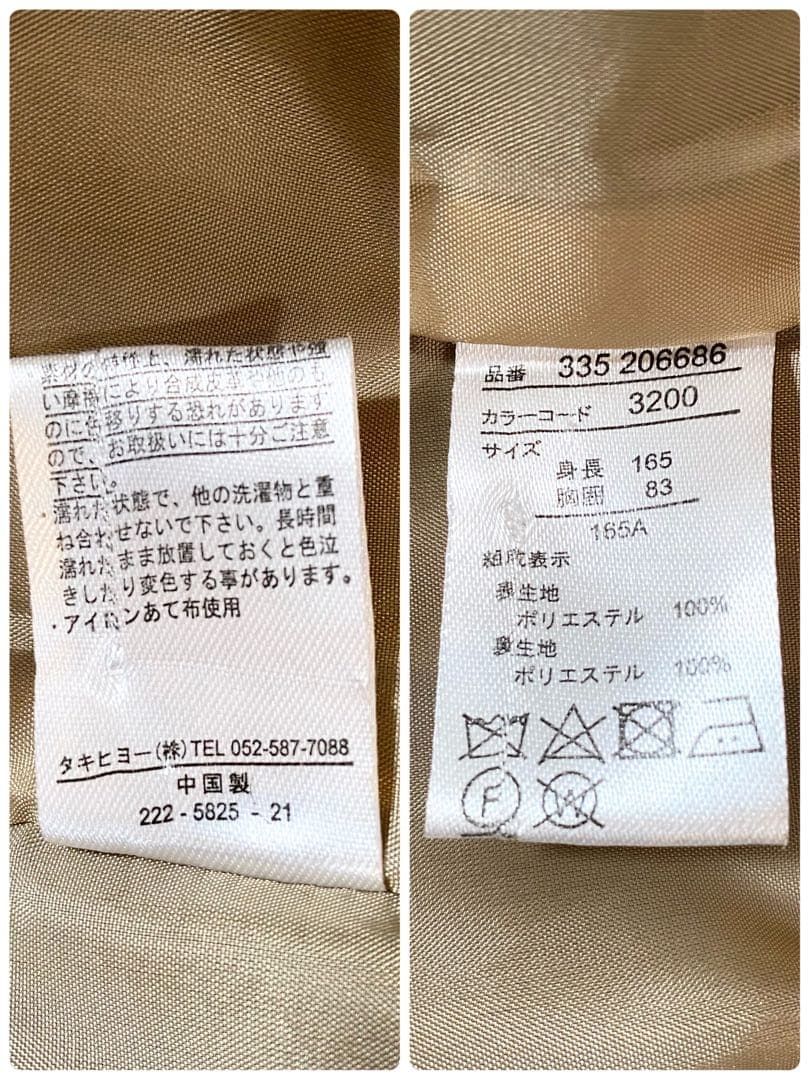 素材の特性上、濡れた状態や強
い摩擦により合成皮革や他のも
のに色移りする恐れがあります
ので、お取扱いには十分ご注意
下さい。
・濡れた状態で、他の洗濯物と重
ね合わせないで下さい。長時間
濡れたまま放置しておくと色泣
きしたり変色する事があります。
・アイロンあて布使用
タキヒヨー(株)TEL 052-587-7088
中国製
222 - 5825 - 21
品番 335 206686
カラーコード 3200
サイズ
身長 165
胸囲 83
165A
組成表示
表生地
ポリエステル 100%
裏生地
ポリエステル 100%
F
W